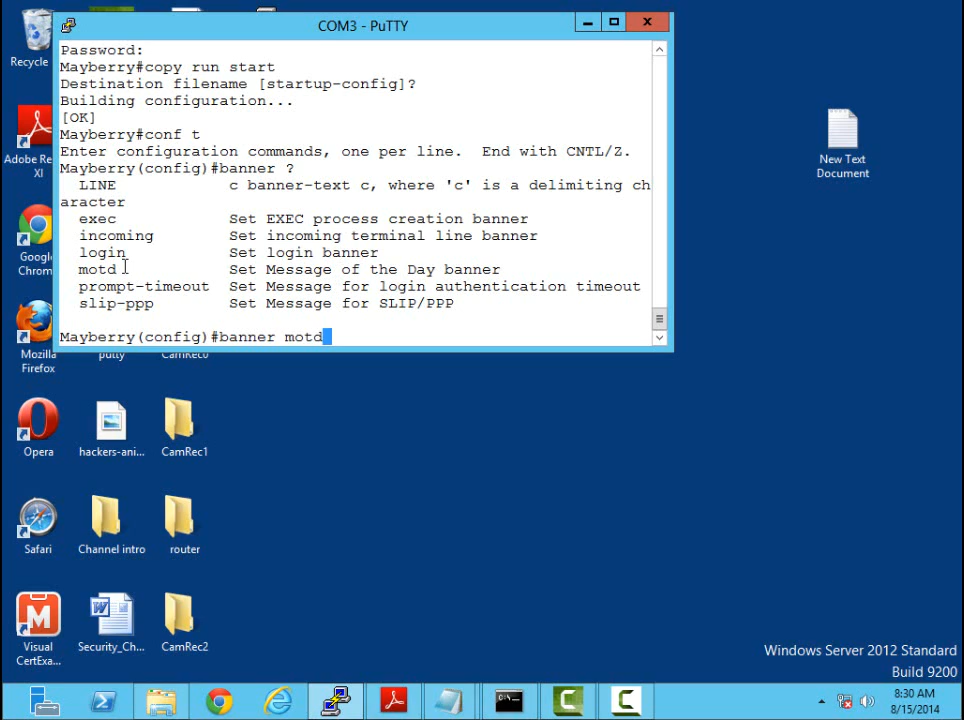 COM3 - PuTTY
Password:
Mayberry#copy run start
Destination filename [startup-config]?
Building configuration...
[OK]
Mayberry#conf t
Enter configuration commands, one per line.  End with CNTL/Z.
Mayberry(config)#banner ?
LINE c banner-text c, where 'c' is a delimiting ch
aracter
exec Set EXEC process creation banner
incoming Set incoming terminal line banner
login Set login banner
motd Set Message of the Day banner
prompt-timeout Set Message for login authentication timeout
slip-ppp Set Message for SLIP/PPP
Mayberry(config)#banner motd
Recycle
Adobe Re
XI
Googl
Chrom
Mozilla
Firefox
putty
CamRec0
Opera
hackers-ani...
CamRec1
Safari
Channel intro
router
Visual
CertExa...
Security_Ch...
CamRec2
New Text
Document
Windows Server 2012 Standard
Build 9200
8:30 AM
8/15/2014